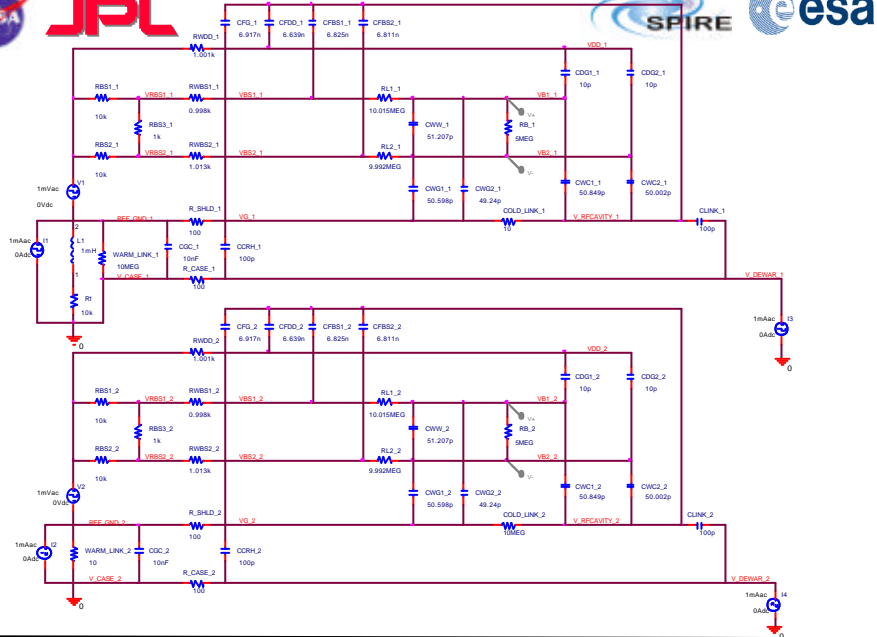 JPL
SPIRE
esa
CFG_1 CFDD_1 CFBS1_1 CFBS2_1
6.917n 6.639n 6.825n 6.811n
RWDD_1
1.001k
VDD_1
CDG1_1 CDG2_1
10p 10p
RBS1_1 VRBS1_1 RWBS1_1 VBS1_1 RL1_1 VB1_1
10k 0.998k 10.015MEG
RBS3_1
1k
CWW_1
51.207p
V+
RB_1
5MEG
RBS2_1 VRBS2_1 RWBS2_1 VBS2_1 RL2_1 VB2_1
10k 1.013k 9.992MEG
V-
1mVac V1
0Vdc
CWG1_1 CWG2_1 CWC1_1 CWC2_1
50.598p 49.24p 50.849p 50.002p
REF_GND_1 R_SHLD_1 VG_1 COLD_LINK_1 V_RFCAVITY_1 CLINK_1
100 10 100p
1mAac I1
0Adc
2
L1
1mH
1
WARM_LINK_1
10MEG
CGC_1 CCRH_1
10nF 100p
V_CASE_1 R_CASE_1 V_DEWAR_1
100
R1
10k
0
1mAac I3
0Adc
0
CFG_2 CFDD_2 CFBS1_2 CFBS2_2
6.917n 6.639n 6.825n 6.811n
RWDD_2
1.001k
VDD_2
CDG1_2 CDG2_2
10p 10p
RBS1_2 VRBS1_2 RWBS1_2 VBS1_2 RL1_2 VB1_2
10k 0.998k 10.015MEG
RBS3_2
1k
CWW_2
51.207p
V+
RB_2
5MEG
RBS2_2 VRBS2_2 RWBS2_2 VBS2_2 RL2_2 VB2_2
10k 1.013k 9.992MEG
V-
1mVac V2
0Vdc
CWG1_2 CWG2_2 CWC1_2 CWC2_2
50.598p 49.24p 50.849p 50.002p
REF_GND_2 R_SHLD_2 VG_2 COLD_LINK_2 V_RFCAVITY_2 CLINK_2
100 10MEG 100p
1mAac I2
0Adc
WARM_LINK_2 CGC_2 CCRH_2
10 10nF 100p
V_CASE_2 R_CASE_2 V_DEWAR_2
100
0
1mAac I4
0Adc
0